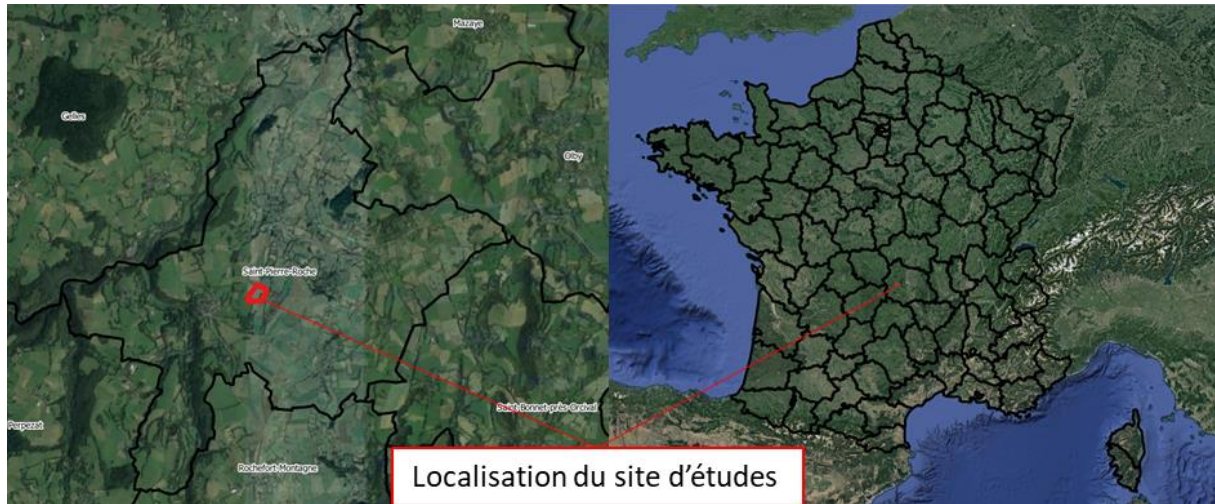 Mazaye
Gelles
Olby
Saint-Pierre-Roche
Saint-Bonnet-près-Orcival
Perpezat
Rochefort-Montagne
Localisation du site d’études